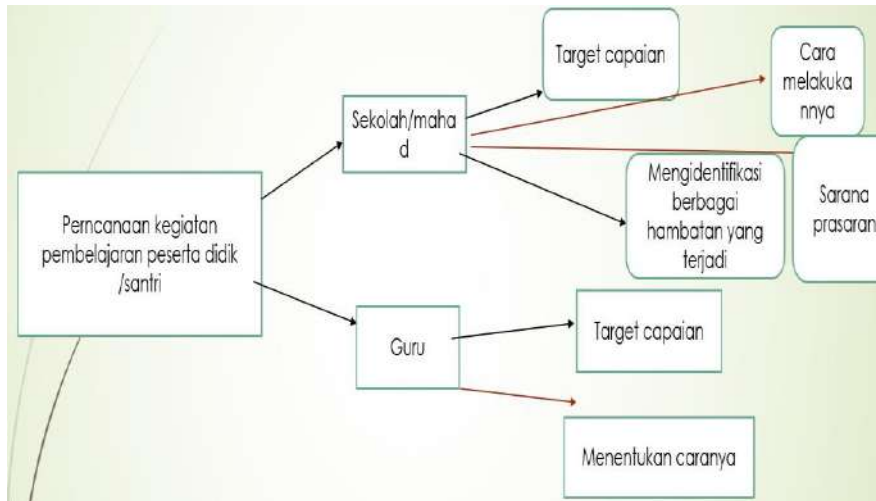 Perncanaan kegiatan
pembelajaran peserta didik
/santri
Sekolah/maha
d
Target capaian
Cara
melakuka
nnya
Mengidentifikasi
berbagai
hambatan yang
terjadi
Sarana
prasaran
Guru
Target capaian
Menentukan caranya